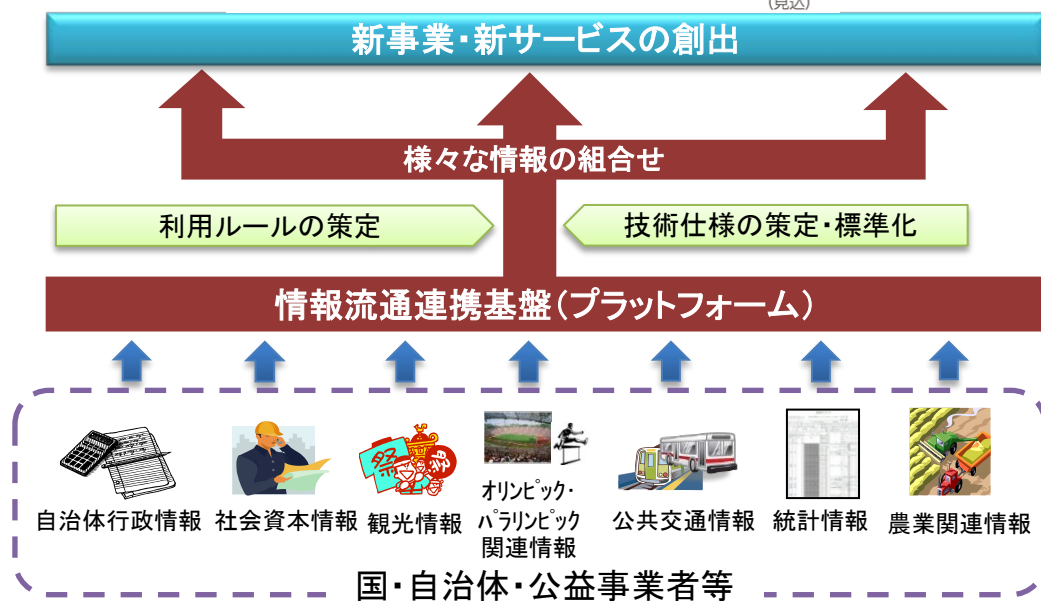 (見込)
新事業・新サービスの創出
様々な情報の組合せ
利用ルールの策定
技術仕様の策定・標準化
情報流通連携基盤(プラットフォーム)
祭
祭
自治体行政情報
社会資本情報
観光情報
オリンピック・
パラリンピック
関連情報
公共交通情報
統計情報
農業関連情報
国・自治体・公益事業者等